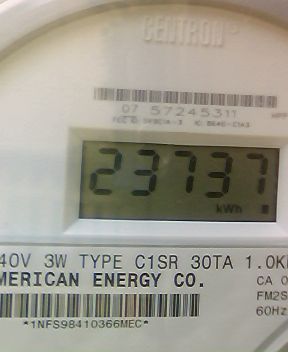 CENTRON®
07 57245311
23737
kWh
40V 3W TYPE C1SR 30TA 1.0K
MERICAN ENERGY CO.
CA 0
FM2S
60Hz
*1NFS98410366MEC*